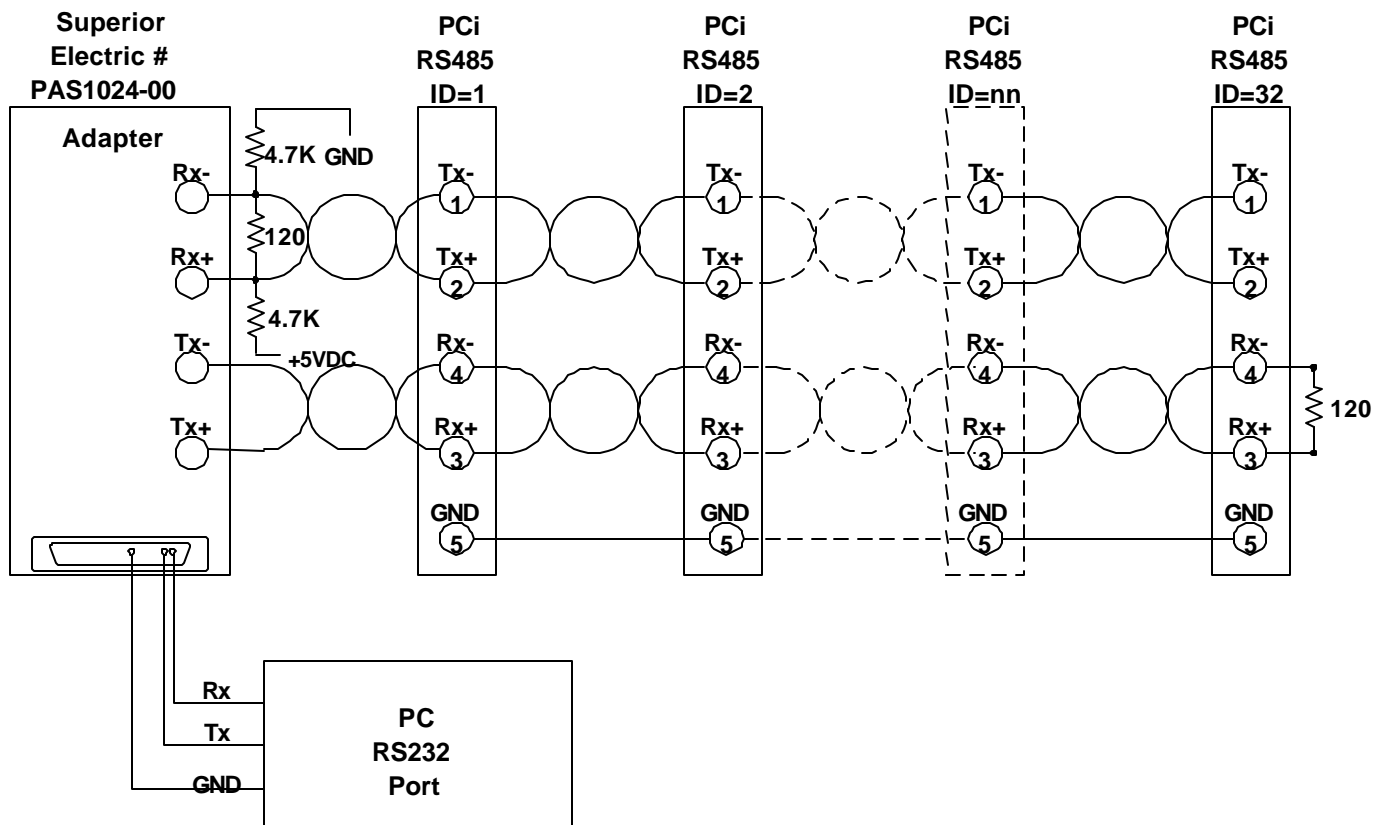 Superior
Electric #
PAS1024-00
PCi
RS485
ID=1
PCi
RS485
ID=2
PCi
RS485
ID=nn
PCi
RS485
ID=32
Adapter
4.7K GND
Rx-
120
Rx+
4.7K
Tx-
+5VDC
Tx+
Tx-
1
Tx+
2
Rx-
4
Rx+
3
GND
5
Tx-
1
Tx+
2
Rx-
4
Rx+
3
GND
5
Tx-
1
Tx+
2
Rx-
4
Rx+
3
GND
5
Tx-
1
Tx+
2
Rx-
4
Rx+
3
GND
5
120
Rx
Tx
GND
PC
RS232
Port